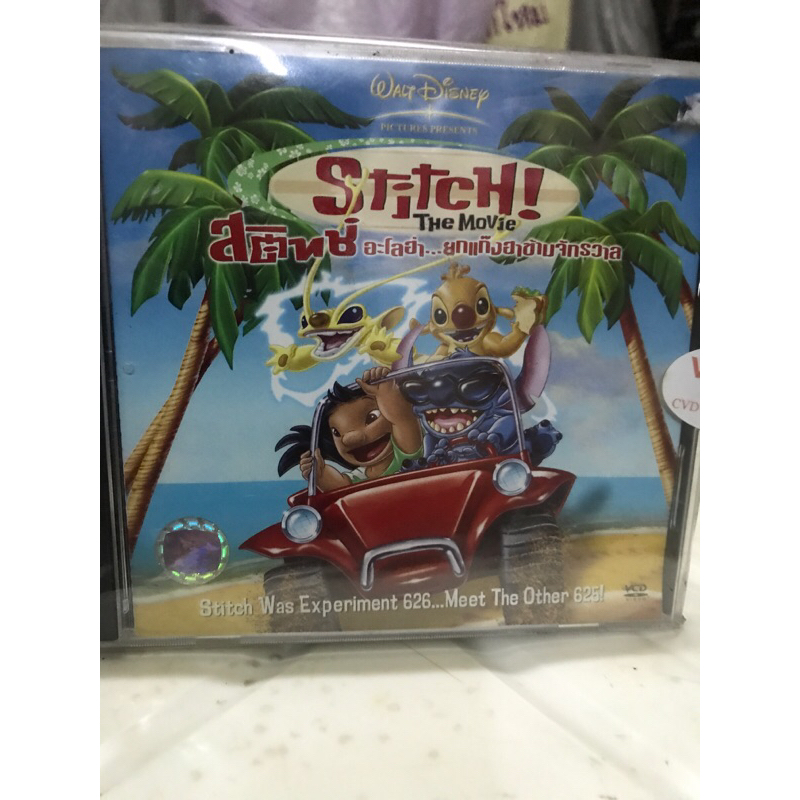 WALT DISNEY
PICTURES PRESENTS
Stitch!
THE MOVIE
สติทช์ อะโลฮ่า...ยกแก๊งฮาข้ามจักรวาล
CVD
Stitch Was Experiment 626...Meet The Other 625!
VCD